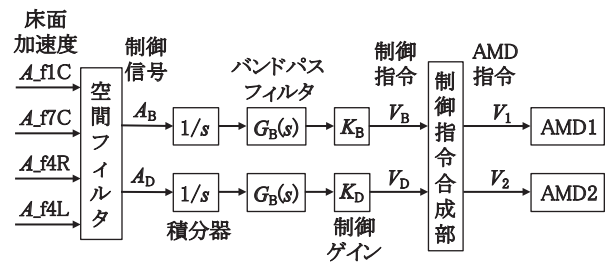 床面
加速度
A_f1C
A_f7C
A_f4R
A_f4L
空間フィルタ
制御
信号
A_B
A_D
1/s
1/s
積分器
バンドパス
フィルタ
G_B(s)
G_B(s)
K_B
K_D
制御
ゲイン
制御
指令
V_B
V_D
制御指令合成部
AMD
指令
V_1
V_2
AMD1
AMD2